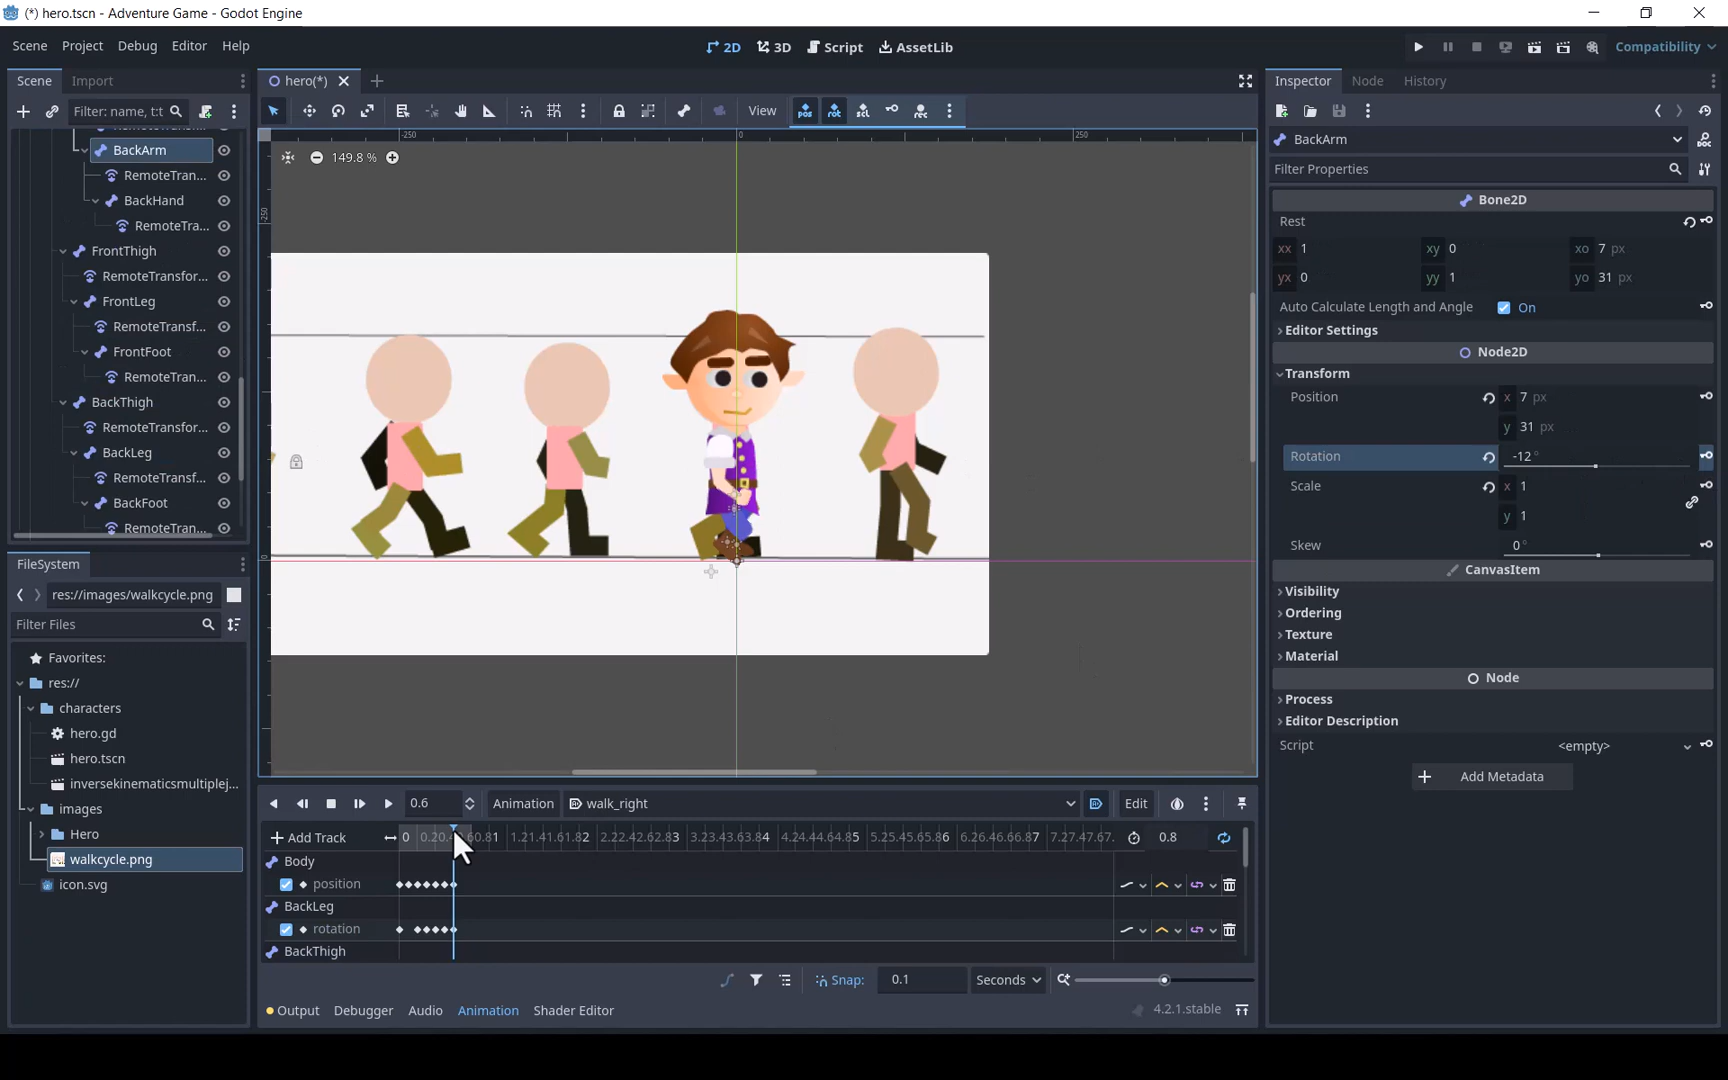 (*) hero.tscn - Adventure Game - Godot Engine
Scene Project Debug Editor Help
2D 3D Script AssetLib
Compatibility
Scene Import
Filter: name, t:t
BackArm
RemoteTran...
BackHand
RemoteTra...
FrontThigh
RemoteTransfor...
FrontLeg
RemoteTransf...
FrontFoot
RemoteTran...
BackThigh
RemoteTransfor...
BackLeg
RemoteTransf...
BackFoot
RemoteTran...
FileSystem
res://images/walkcycle.png
Filter Files
Favorites:
res://
characters
hero.gd
hero.tscn
inversekinematicsmultiplej...
images
Hero
walkcycle.png
icon.svg
hero(*)
View
-250 0 250
-250
0
149.8 %
0.6 Animation walk_right Edit
Add Track
0.8
Body
position
BackLeg
rotation
BackThigh
Snap: 0.1 Seconds
Output Debugger Audio Animation Shader Editor
4.2.1.stable
Inspector Node History
BackArm
Filter Properties
Bone2D
Rest
xx 1 xy 0 xo 7 px
yx 0 yy 1 yo 31 px
Auto Calculate Length and Angle On
Editor Settings
Node2D
Transform
Position x 7 px
y 31 px
Rotation -12 °
Scale x 1
y 1
Skew 0 °
CanvasItem
Visibility
Ordering
Texture
Material
Node
Process
Editor Description
Script <empty>
Add Metadata